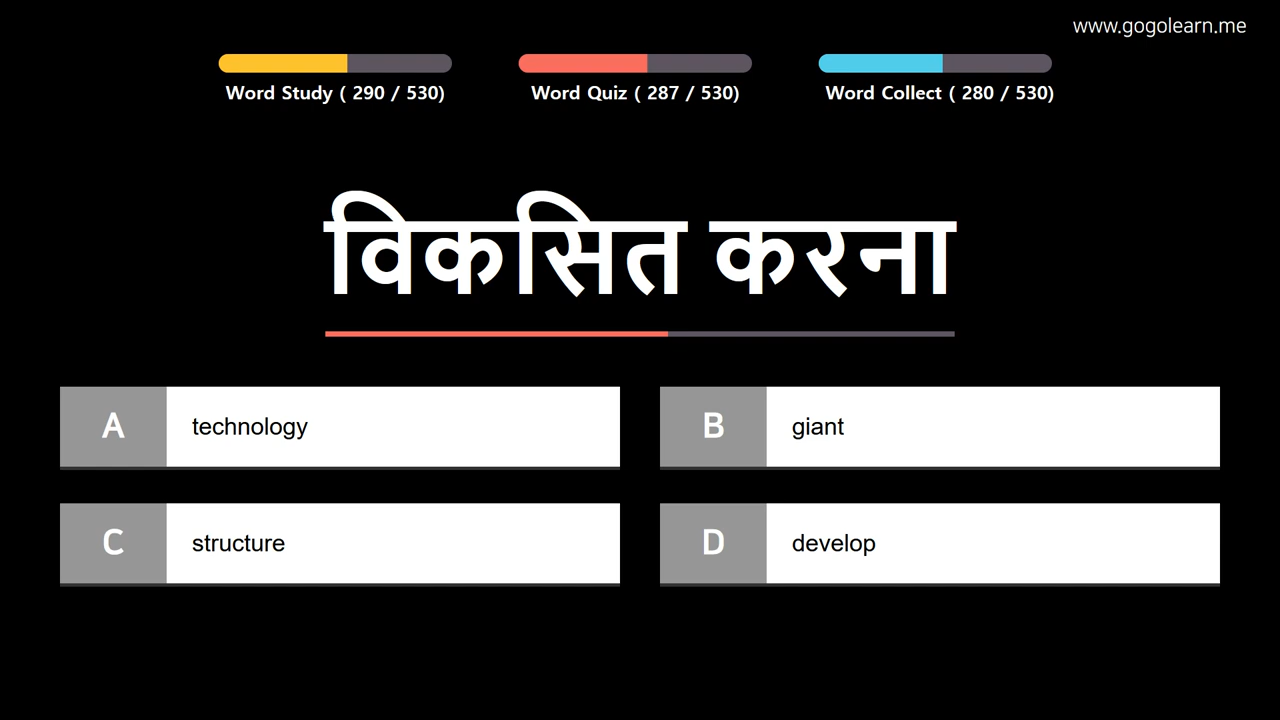 www.gogolearn.me
Word Study ( 290 / 530)
Word Quiz ( 287 / 530)
Word Collect ( 280 / 530)
विकसित करना
A technology
B giant
C structure
D develop